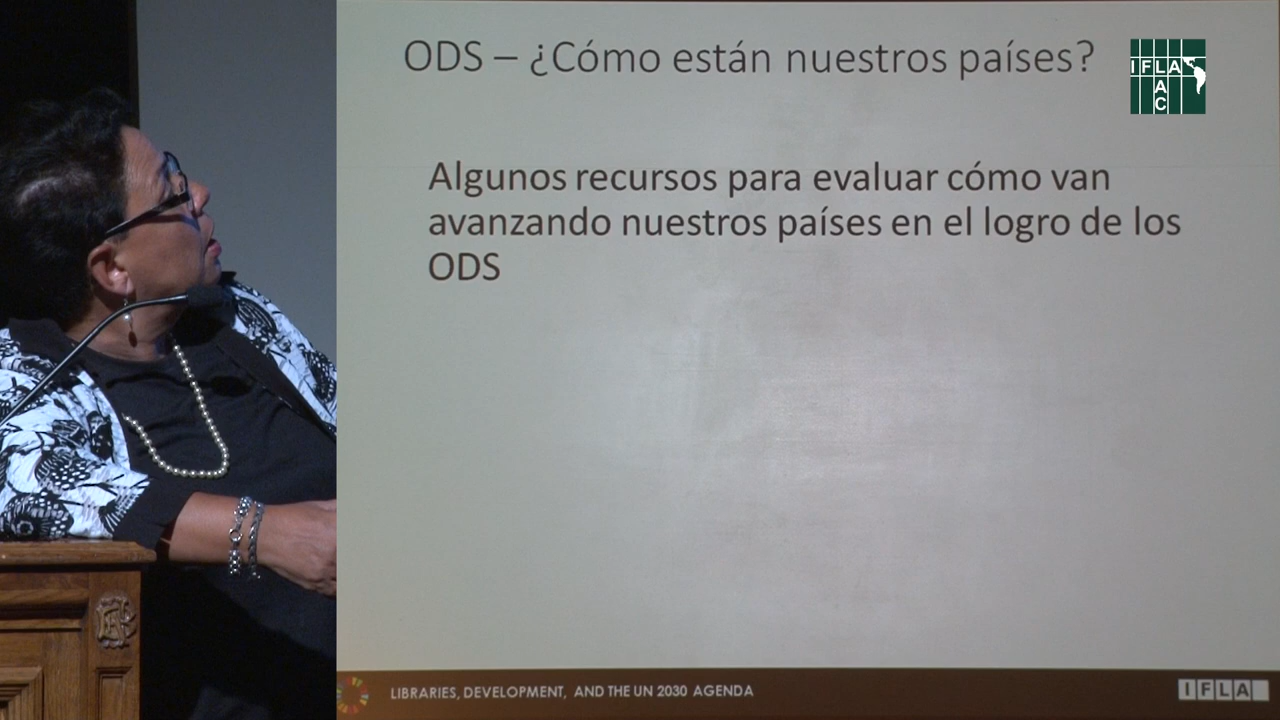 ODS – ¿Cómo están nuestros países?
IFLA
A
C
Algunos recursos para evaluar cómo van
avanzando nuestros países en el logro de los
ODS
LIBRARIES, DEVELOPMENT, AND THE UN 2030 AGENDA
IFLA